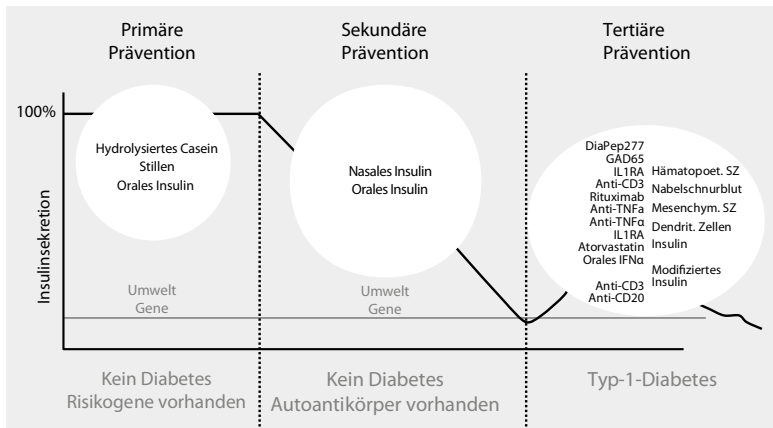 Primäre
Prävention
Sekundäre
Prävention
Tertiäre
Prävention
100%
Insulinsekretion
Hydrolysiertes Casein
Stillen
Orales Insulin
Nasales Insulin
Orales Insulin
DiaPep277
GAD65
IL1RA
Anti-CD3
Rituximab
Anti-TNFa
Anti-TNFα
IL1RA
Atorvastatin
Orales IFNα
Anti-CD3
Anti-CD20
Hämatopoet. SZ
Nabelschnurblut
Mesenchym. SZ
Dendrit. Zellen
Insulin
Modifiziertes
Insulin
Umwelt
Gene
Umwelt
Gene
Kein Diabetes
Risikogene vorhanden
Kein Diabetes
Autoantikörper vorhanden
Typ-1-Diabetes